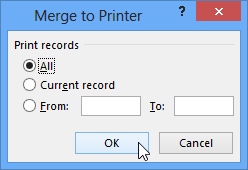 Merge to Printer ?
Print records
All
Current record
From: To:
OK Cancel